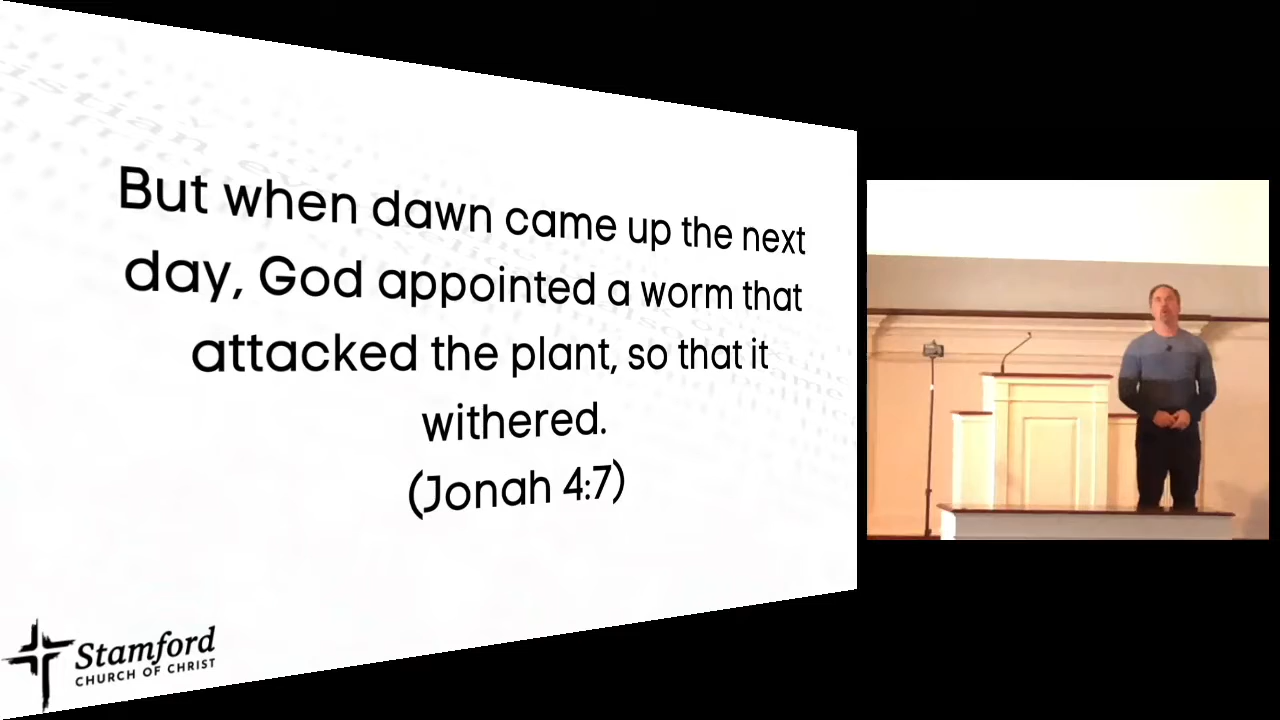 But when dawn came up the next
day, God appointed a worm that
attacked the plant, so that it
withered.
(Jonah 4:7)
Stamford
CHURCH OF CHRIST